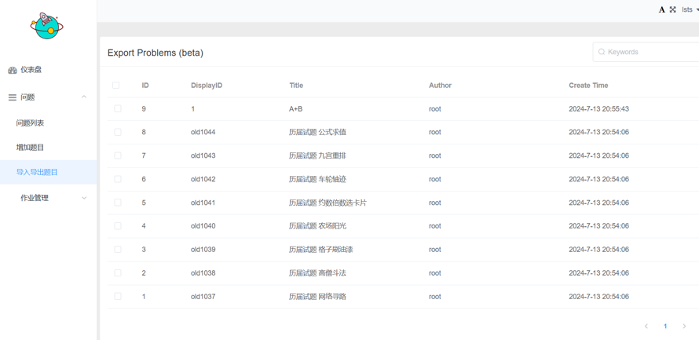 A lsts
仪表盘
问题
问题列表
增加题目
导入导出题目
作业管理
Export Problems (beta)
Keywords
ID DisplayID Title Author Create Time
9 1 A+B root 2024-7-13 20:55:43
8 old1044 历届试题 公式求值 root 2024-7-13 20:54:06
7 old1043 历届试题 九宫重排 root 2024-7-13 20:54:06
6 old1042 历届试题 车轮轴迹 root 2024-7-13 20:54:06
5 old1041 历届试题 约数倍数选卡片 root 2024-7-13 20:54:06
4 old1040 历届试题 农场阳光 root 2024-7-13 20:54:06
3 old1039 历届试题 格子刷油漆 root 2024-7-13 20:54:06
2 old1038 历届试题 高僧斗法 root 2024-7-13 20:54:06
1 old1037 历届试题 网络寻路 root 2024-7-13 20:54:06
1